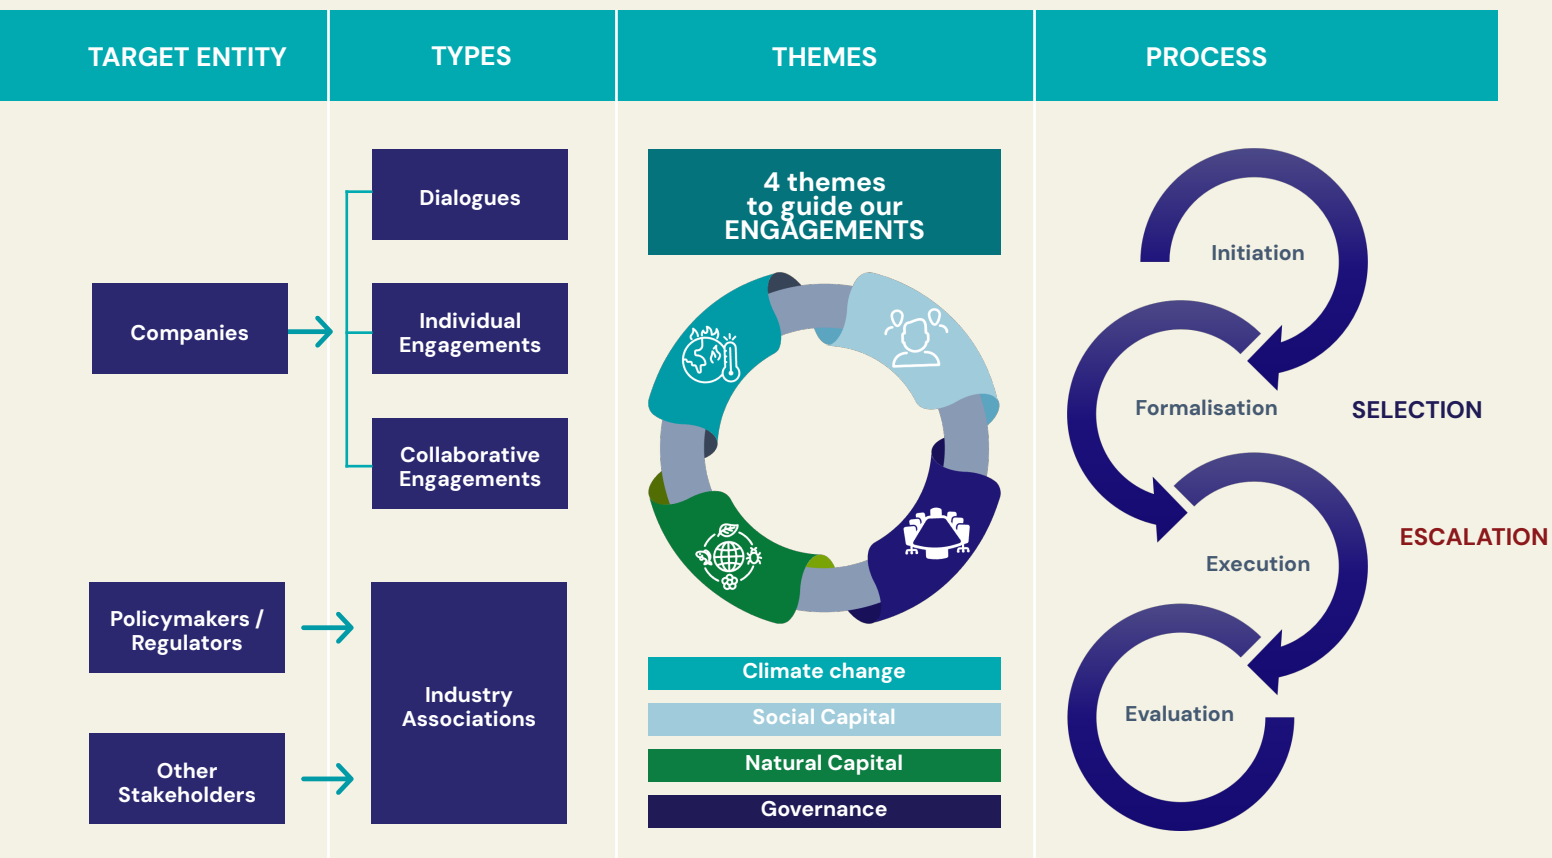 TARGET ENTITY
TYPES
THEMES
PROCESS
Companies
Policymakers /
Regulators
Other
Stakeholders
Dialogues
Individual
Engagements
Collaborative
Engagements
Industry
Associations
4 themes
to guide our
ENGAGEMENTS
Climate change
Social Capital
Natural Capital
Governance
Initiation
Formalisation
SELECTION
ESCALATION
Execution
Evaluation